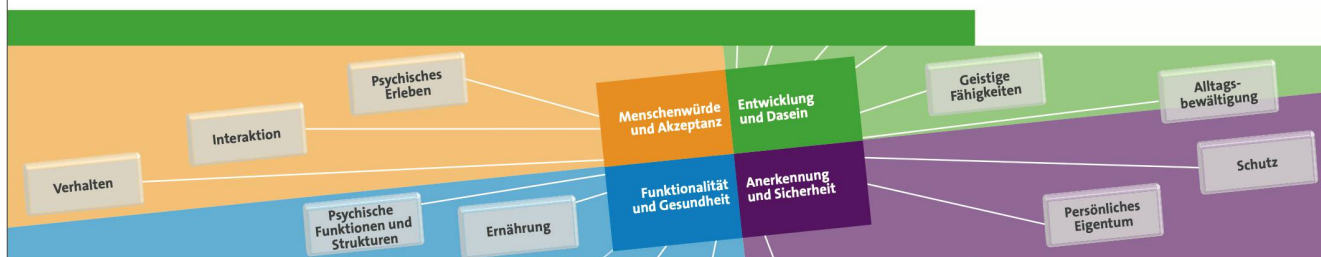 Psychisches
Erleben
Interaktion
Verhalten
Menschenwürde
und Akzeptanz
Entwicklung
und Dasein
Geistige
Fähigkeiten
Alltags-
bewältigung
Psychische
Funktionen und
Strukturen
Ernährung
Funktionalität
und Gesundheit
Anerkennung
und Sicherheit
Schutz
Persönliches
Eigentum